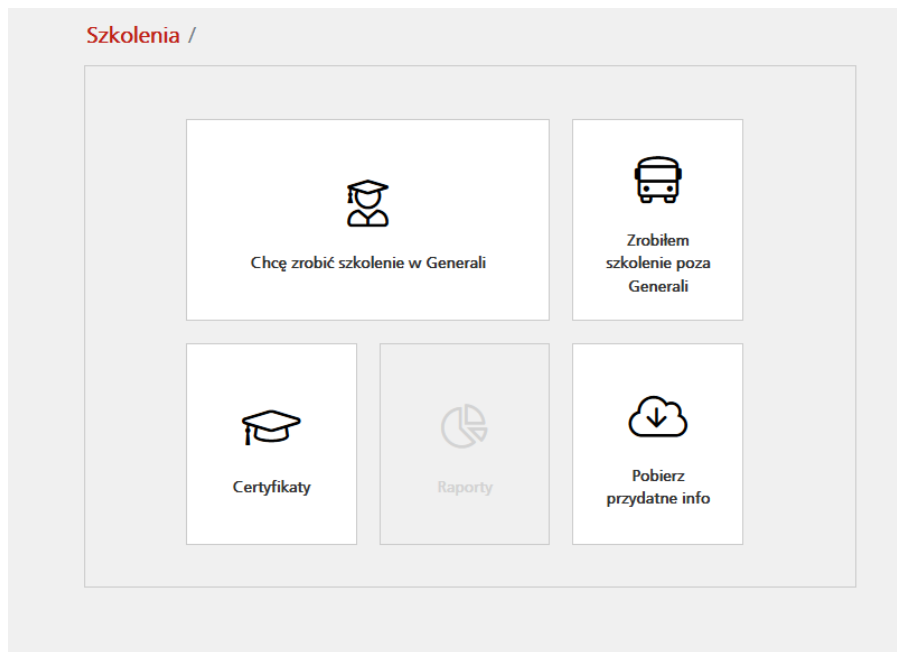 Szkolenia /
Chcę zrobić szkolenie w Generali
Zrobiłem
szkolenie poza
Generali
Certyfikaty
Raporty
Pobierz
przydatne info